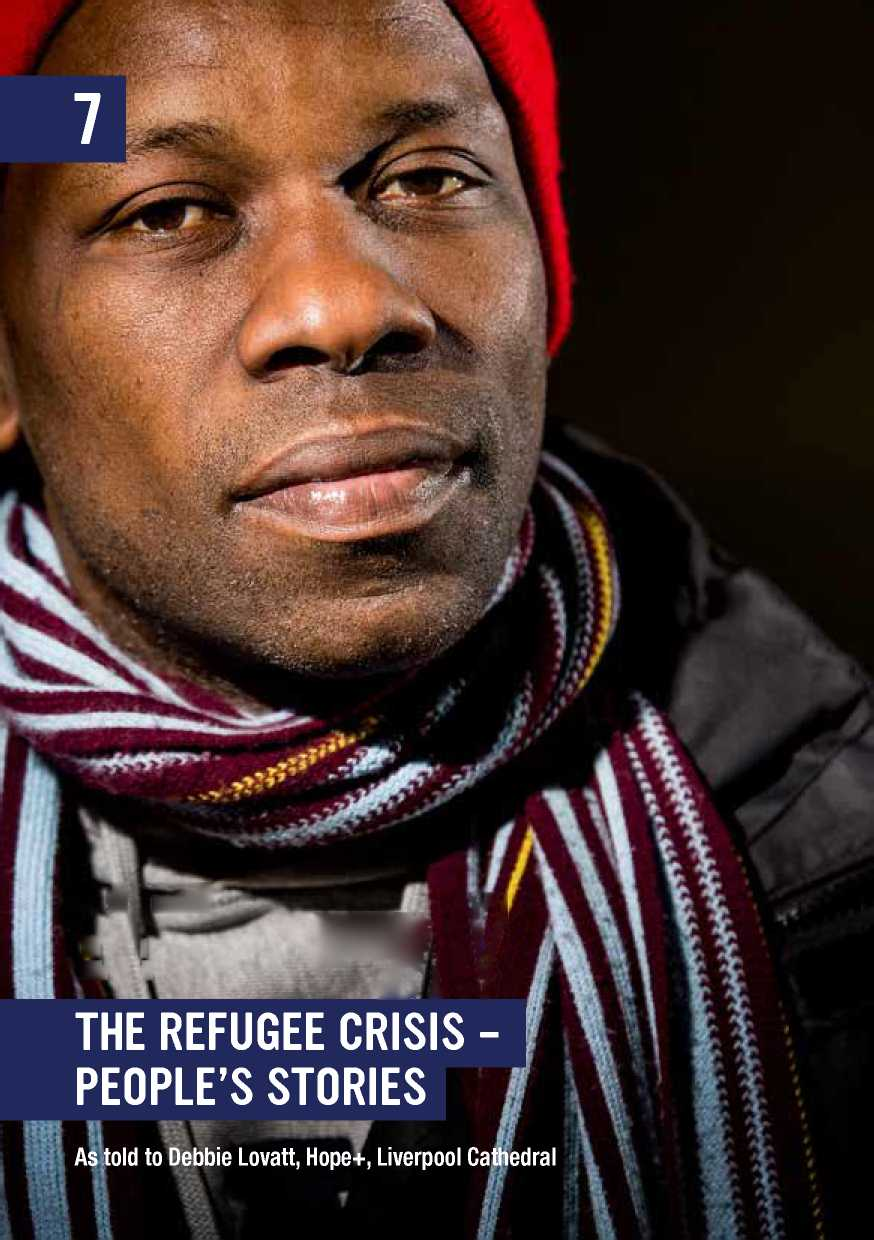 7
THE REFUGEE CRISIS –
PEOPLE'S STORIES
As told to Debbie Lovatt, Hope+, Liverpool Cathedral